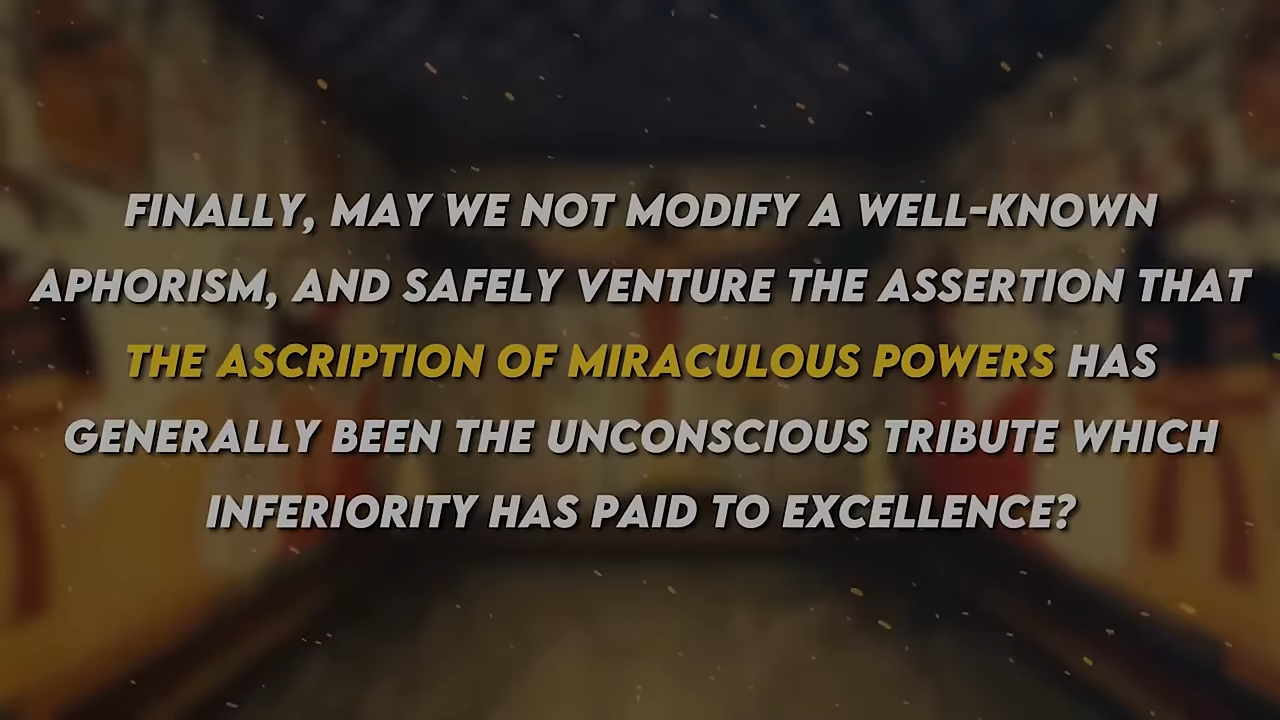 FINALLY, MAY WE NOT MODIFY A WELL-KNOWN
APHORISM, AND SAFELY VENTURE THE ASSERTION THAT
THE ASCRIPTION OF MIRACULOUS POWERS HAS
GENERALLY BEEN THE UNCONSCIOUS TRIBUTE WHICH
INFERIORITY HAS PAID TO EXCELLENCE?